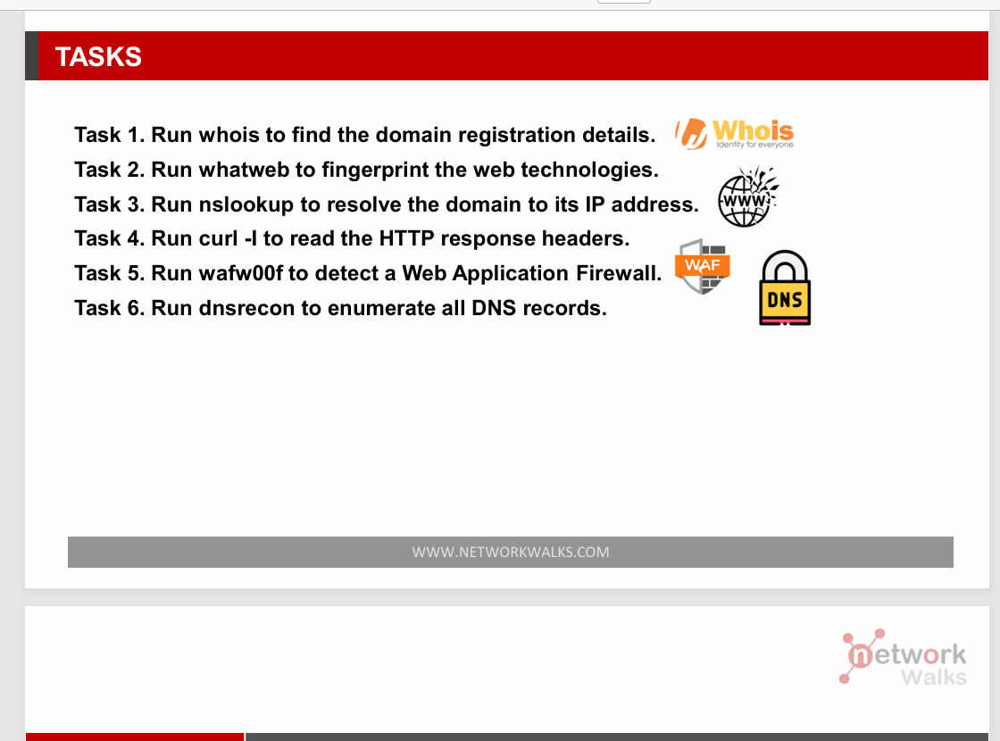 TASKS
Task 1. Run whois to find the domain registration details.
Whois
Identity for everyone
Task 2. Run whatweb to fingerprint the web technologies.
WWW
Task 3. Run nslookup to resolve the domain to its IP address.
Task 4. Run curl -I to read the HTTP response headers.
WAF
Task 5. Run wafw00f to detect a Web Application Firewall.
DNS
Task 6. Run dnsrecon to enumerate all DNS records.
WWW.NETWORKWALKS.COM
network
Walks